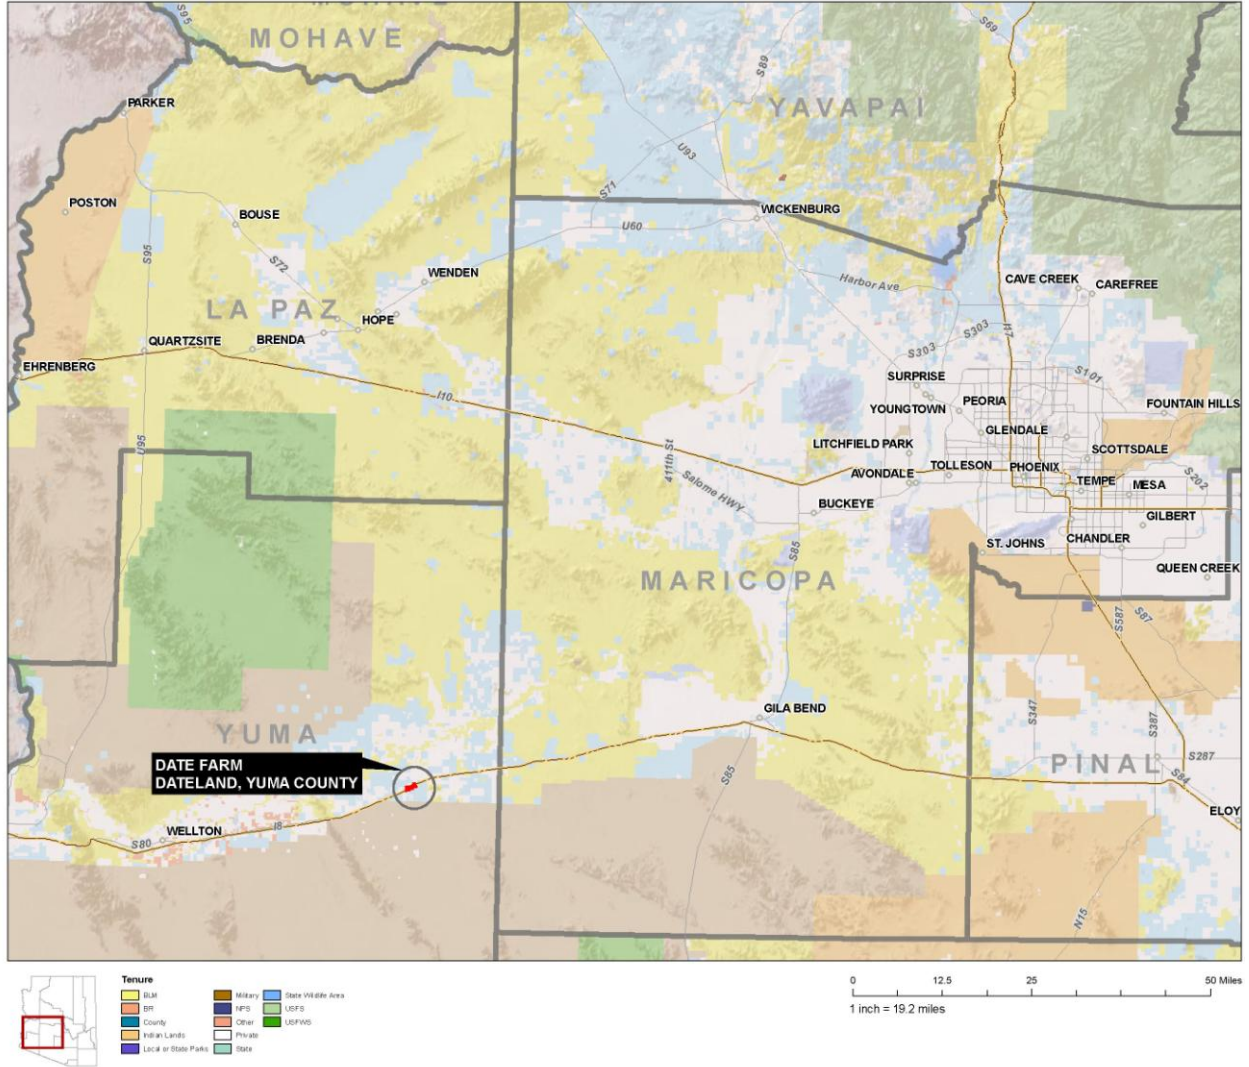 MOHAVE
S95
MOHAVE
S89
S69
YAVAPAI
PARKER
U93
POSTON
S71
BOUSE
WICKENBURG
U60
S95
S72
WENDEN
Harbor Ave
CAVE CREEK
CAREFREE
LA PAZ
HOPE
I17
S303
S303
QUARTZSITE
BRENDA
EHRENBERG
S101
SURPRISE
I10
YOUNGTOWN
PEORIA
FOUNTAIN HILLS
GLENDALE
U95
LITCHFIELD PARK
411th St
SCOTTSDALE
AVONDALE
TOLLESON
PHOENIX
S202
Salome HWY
TEMPE
MESA
BUCKEYE
GILBERT
S85
ST. JOHNS
CHANDLER
MARICOPA
QUEEN CREEK
S587
S87
GILA BEND
S347
S387
YUMA
S287
DATE FARM
DATELAND, YUMA COUNTY
PINAL
S84
S85
ELOY
I8
WELLTON
S80
N15
Tenure
BLM
BR
County
Indian Lands
Local or State Parks
Military
NPS
Other
Private
State
State Wildlife Area
USFS
USFWS
0 12.5 25 50 Miles
1 inch = 19.2 miles